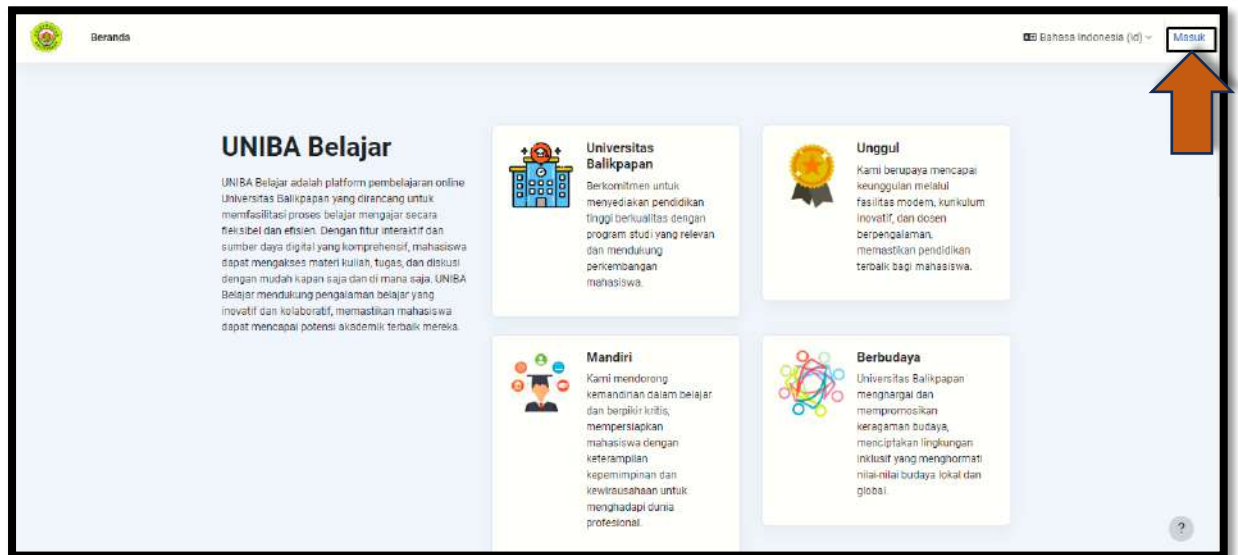 Beranda
Bahasa Indonesia (id)
Masuk
UNIBA Belajar
UNIBA Belajar adalah platform pembelajaran online
Universitas Balikpapan yang dirancang untuk
memfasilitasi proses belajar mengajar secara
fleksibel dan efisien. Dengan fitur interaktif dan
sumber daya digital yang komprehensif, mahasiswa
dapat mengakses materi kuliah, tugas, dan diskusi
dengan mudah kapan saja dan di mana saja. UNIBA
Belajar mendukung pengalaman belajar yang
inovatif dan kolaboratif, memastikan mahasiswa
dapat mencapai potensi akademik terbaik mereka.
Universitas
Balikpapan
Berkomitmen untuk
menyediakan pendidikan
tinggi berkualitas dengan
program studi yang relevan
dan mendukung
perkembangan
mahasiswa.
Unggul
Kami berupaya mencapai
keunggulan melalui
fasilitas modern, kurikulum
inovatif, dan dosen
berpengalaman,
memastikan pendidikan
terbaik bagi mahasiswa.
Mandiri
Kami mendorong
kemandirian dalam belajar
dan berpikir kritis,
mempersiapkan
mahasiswa dengan
keterampilan
kepemimpinan dan
kewirausahaan untuk
menghadapi dunia
profesional.
Berbudaya
Universitas Balikpapan
menghargai dan
mempromosikan
keragaman budaya,
menciptakan lingkungan
inklusif yang menghormati
nilai-nilai budaya lokal dan
global.
?